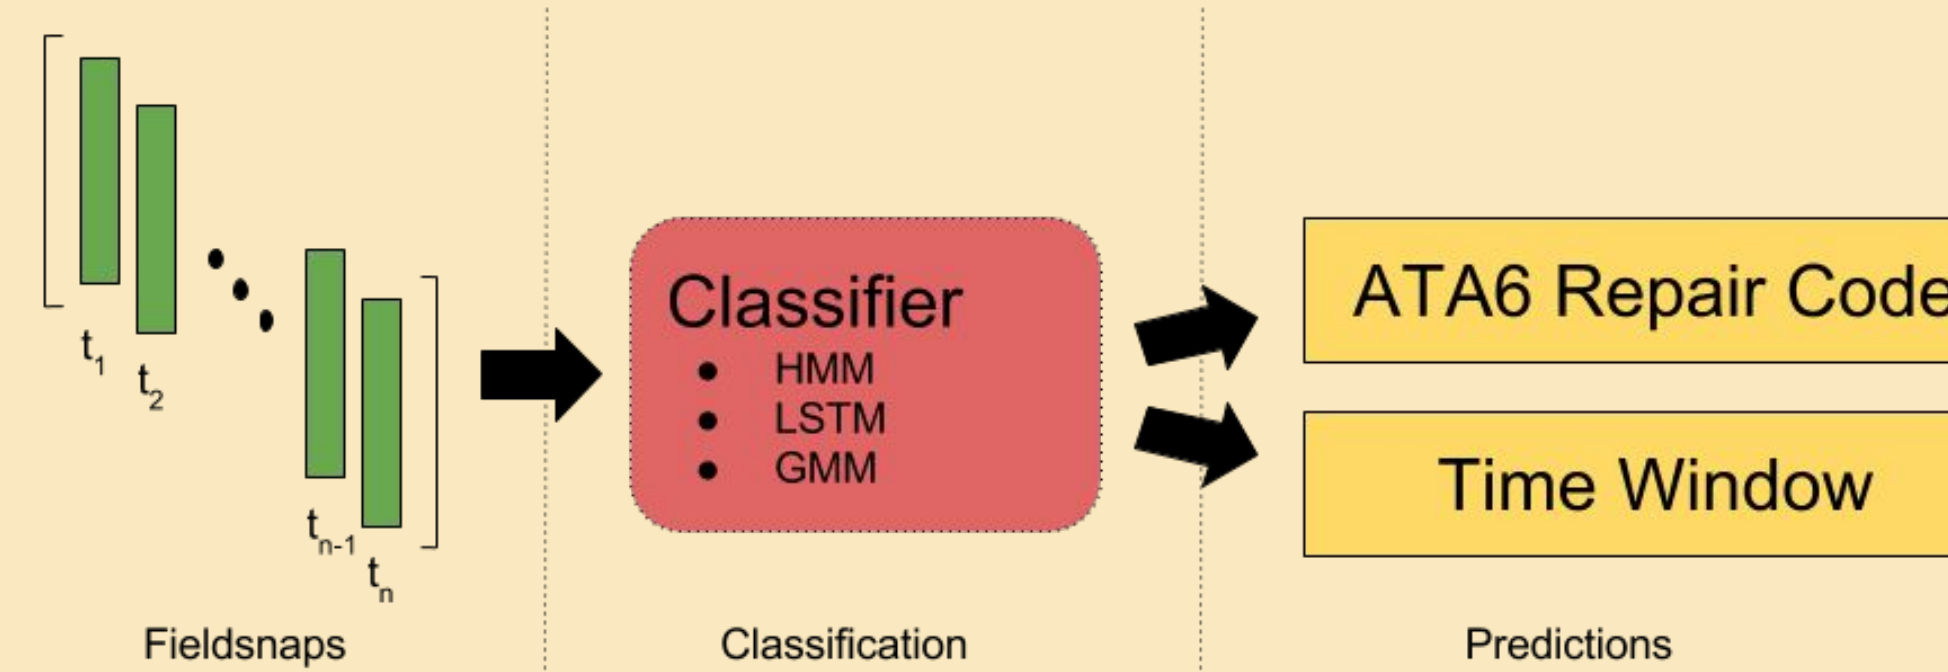 t1
t2
tn-1
tn
Fieldsnaps
Classifier
● HMM
● LSTM
● GMM
Classification
ATA6 Repair Code
Time Window
Predictions